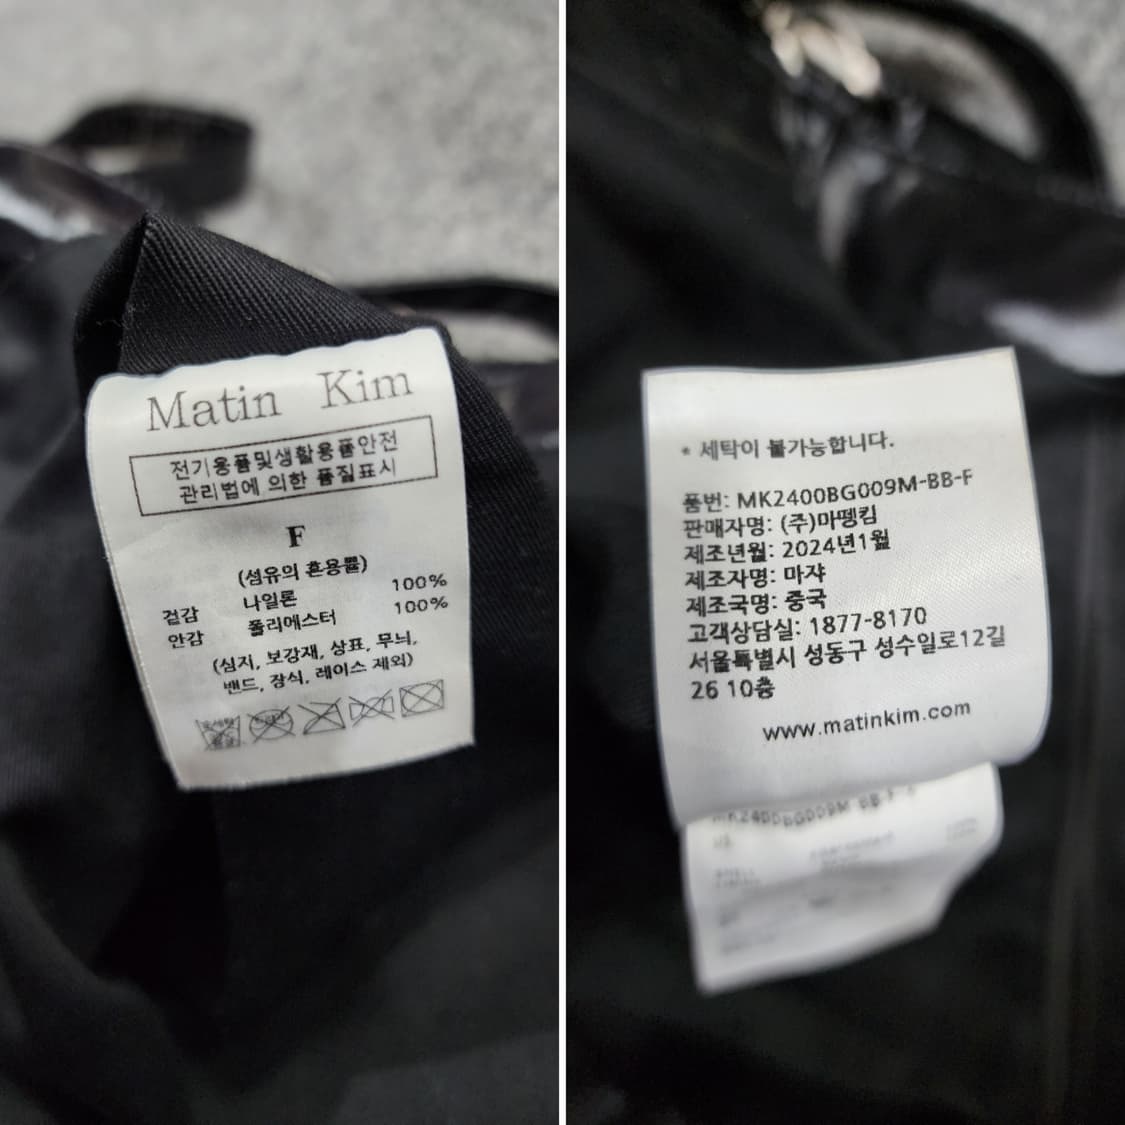 Matin Kim
전기용품및생활용품안전
관리법에 의한 품질표시
F
(섬유의 혼용률)
겉감 나일론 100%
안감 폴리에스터 100%
(심지, 보강재, 상표, 무늬,
밴드, 장식, 레이스 제외)
* 세탁이 불가능합니다.
품번: MK2400BG009M-BB-F
판매자명: (주)마뗑킴
제조년월: 2024년1월
제조자명: 마쟈
제조국명: 중국
고객상담실: 1877-8170
서울특별시 성동구 성수일로12길
26 10층
www.matinkim.com
MK2400BG009M-BB-F